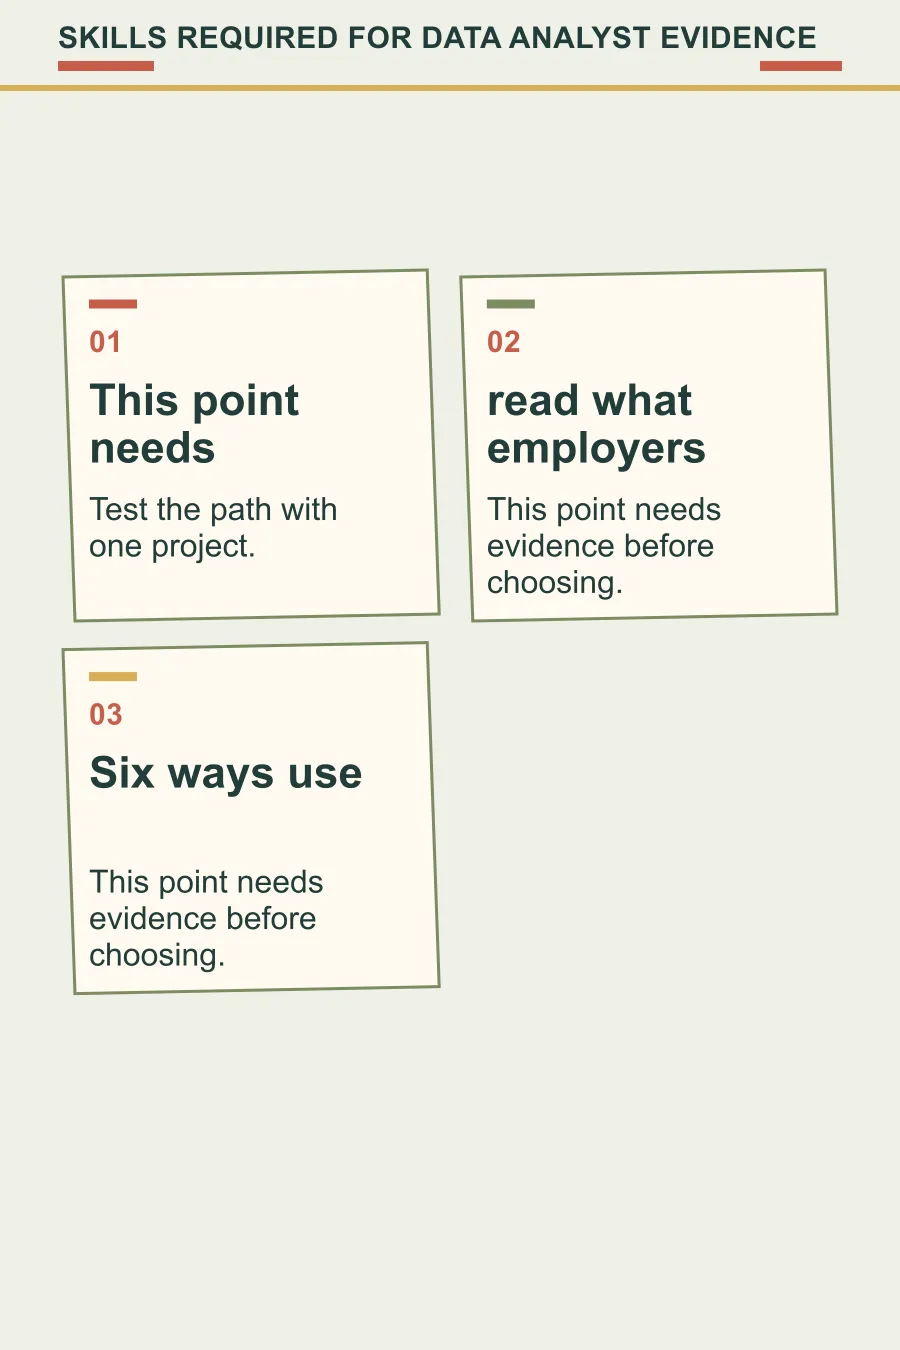 SKILLS REQUIRED FOR DATA ANALYST EVIDENCE
01
This point
needs
Test the path with
one project.
02
read what
employers
This point needs
evidence before
choosing.
03
Six ways use
This point needs
evidence before
choosing.